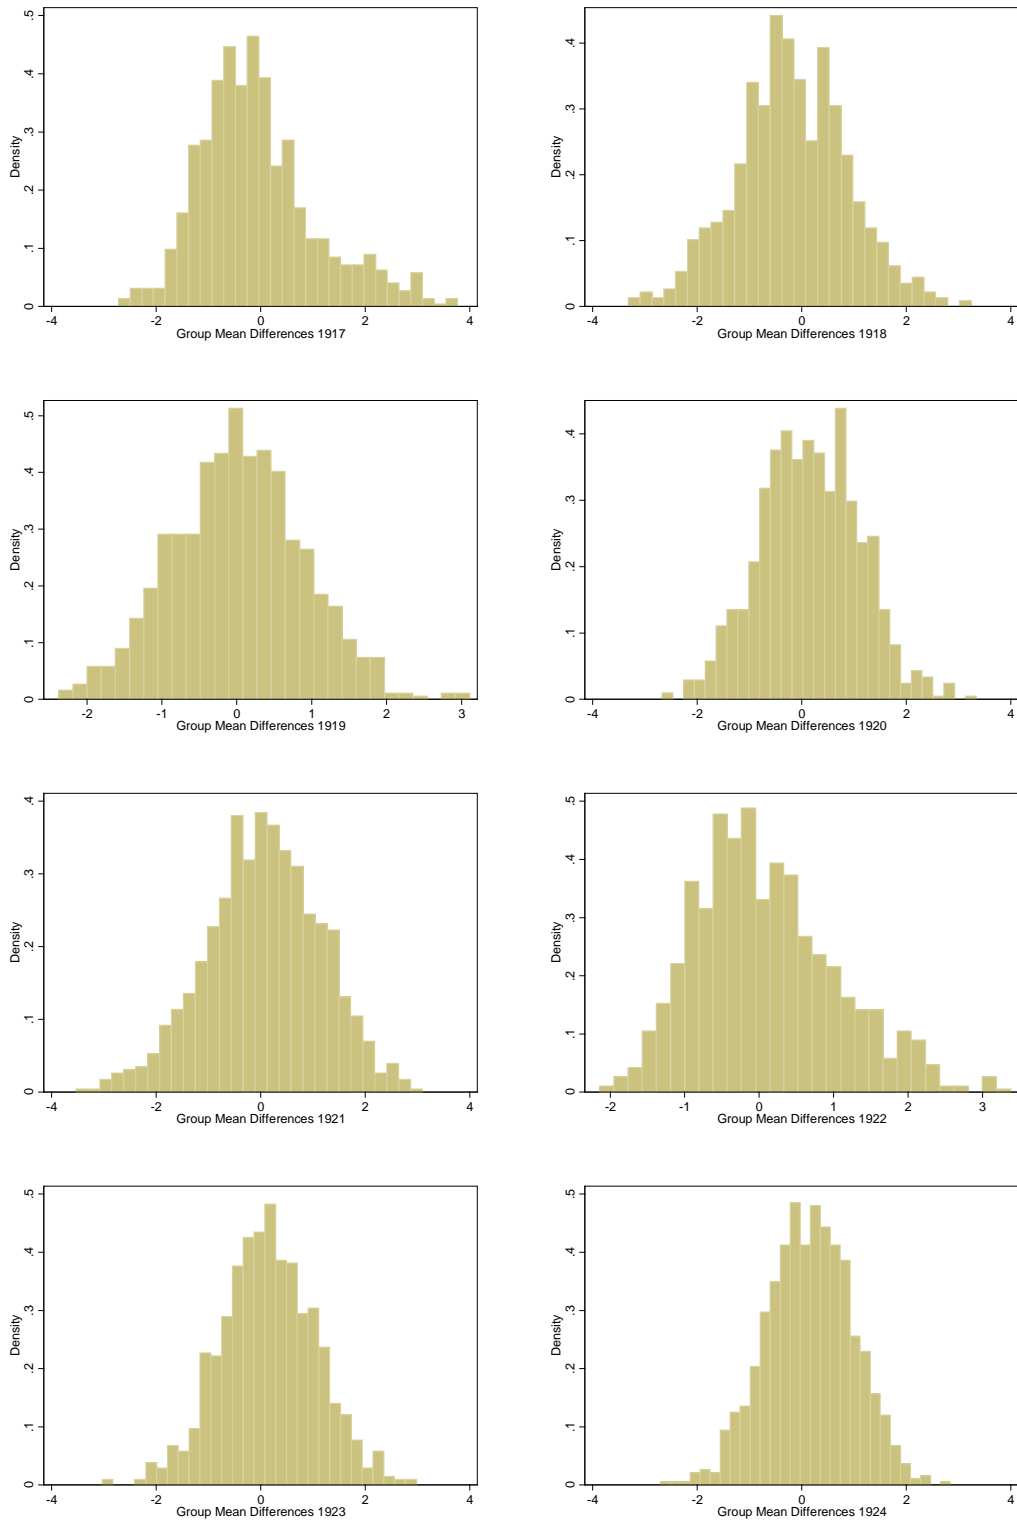 .5
.4
.3
.2
.1
0
Density
-4 -2 0 2 4
Group Mean Differences 1917
.4
.3
.2
.1
0
Density
-4 -2 0 2 4
Group Mean Differences 1918
.5
.4
.3
.2
.1
0
Density
-2 -1 0 1 2 3
Group Mean Differences 1919
.4
.3
.2
.1
0
Density
-4 -2 0 2 4
Group Mean Differences 1920
.4
.3
.2
.1
0
Density
-4 -2 0 2 4
Group Mean Differences 1921
.5
.4
.3
.2
.1
0
Density
-2 -1 0 1 2 3
Group Mean Differences 1922
.5
.4
.3
.2
.1
0
Density
-4 -2 0 2 4
Group Mean Differences 1923
.5
.4
.3
.2
.1
0
Density
-4 -2 0 2 4
Group Mean Differences 1924